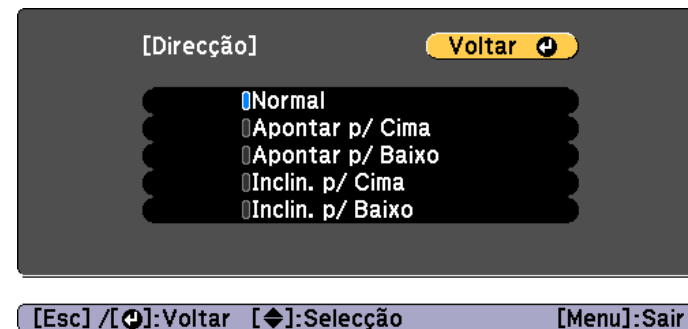 [Direcção] Voltar
Normal
Apontar p/ Cima
Apontar p/ Baixo
Inclin. p/ Cima
Inclin. p/ Baixo
[Esc] /[⏎]:Voltar [◆]:Selecção [Menu]:Sair